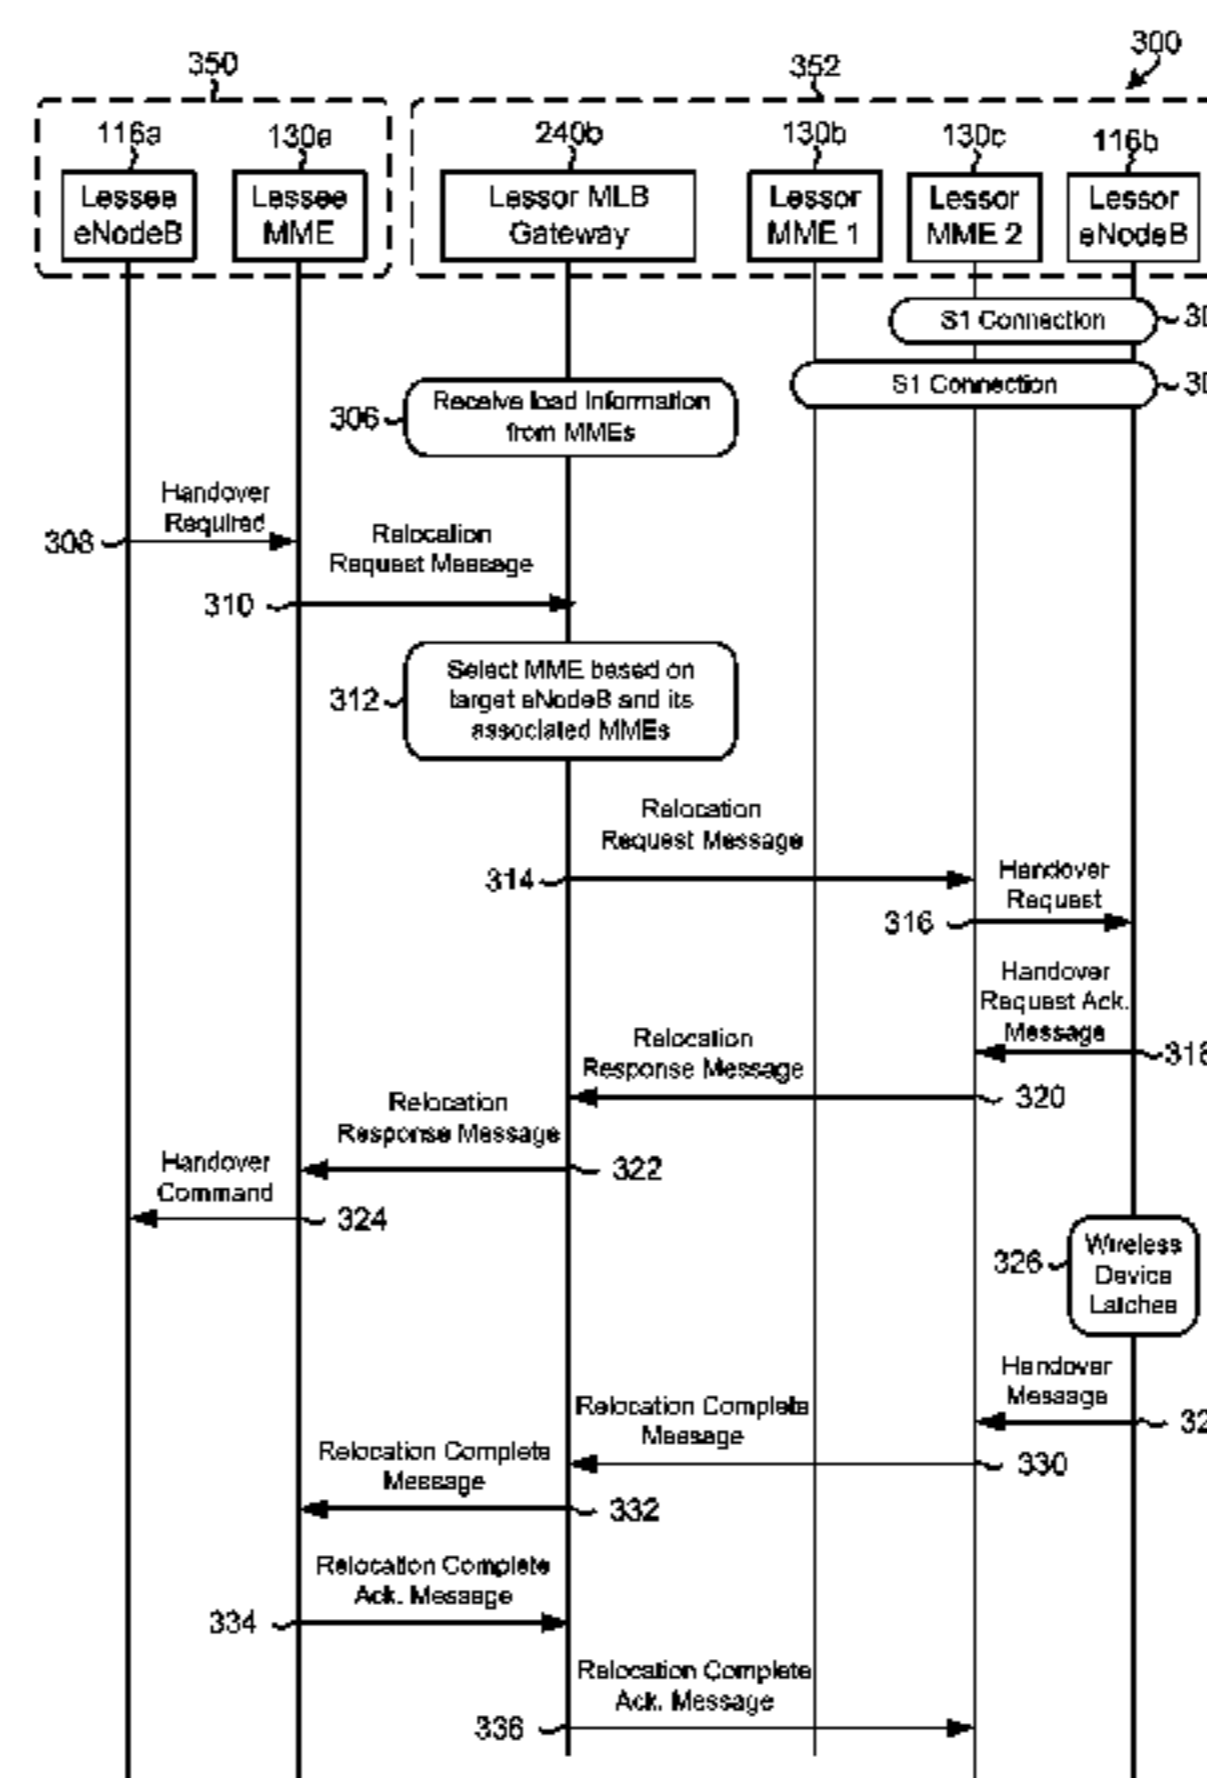 300
350
352
116a
130a
240b
130b
130c
116b
Lessee
eNodeB
Lessee
MME
Lessor MLB
Gateway
Lessor
MME 1
Lessor
MME 2
Lessor
eNodeB
S1 Connection
S1 Connection
306
Receive load Information
from MMEs
Handover
Required
308
Relocation
Request Message
310
312
Select MME based on
target eNodeB and its
associated MMEs
Relocation
Request Message
314
Handover
Request
316
Handover
Request Ack.
Message
318
Relocation
Response Message
320
Relocation
Response Message
322
Handover
Command
324
326
Wireless
Device
Latches
Handover
Message
Relocation Complete
Message
330
Relocation Complete
Message
332
Relocation Complete
Ack. Message
334
Relocation Complete
Ack. Message
336